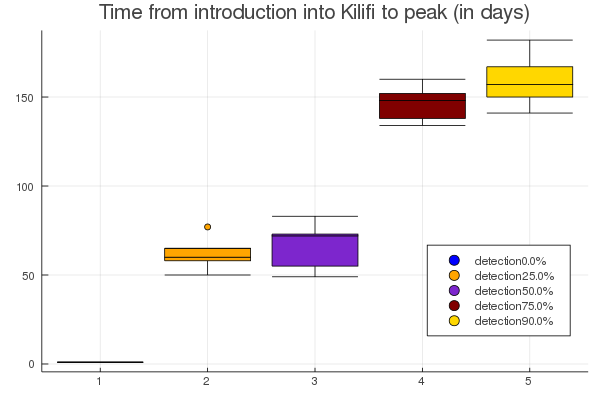 Time from introduction into Kilifi to peak (in days)
150
100
50
0
detection0.0%
detection25.0%
detection50.0%
detection75.0%
detection90.0%
1 2 3 4 5